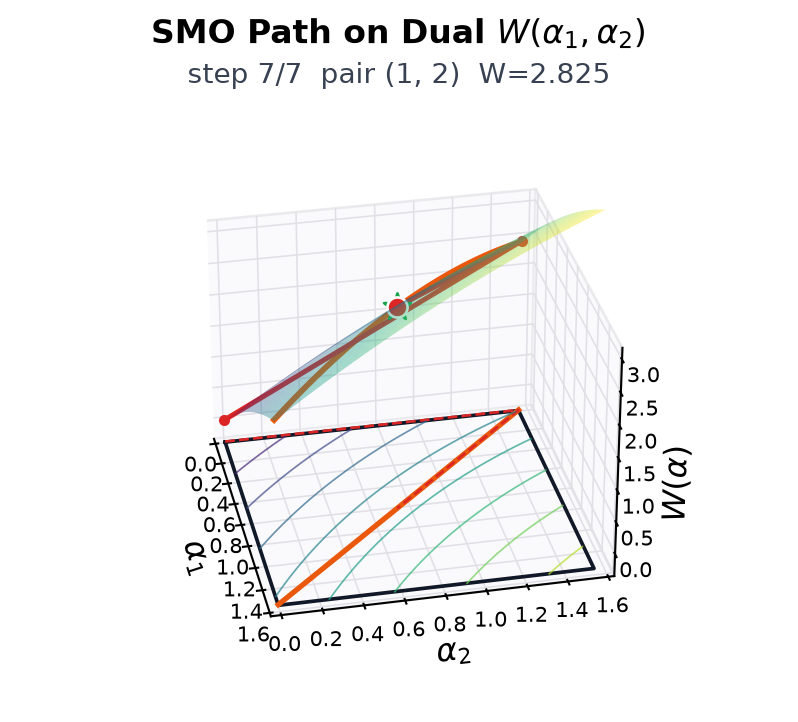 SMO Path on Dual W(α₁, α₂)
step 7/7 pair (1, 2) W=2.825
3.0
2.5
2.0
1.5
1.0
0.5
0.0
W(α)
0.0
0.2
0.4
0.6
0.8
1.0
1.2
1.4
1.6
α₁
0.0 0.2 0.4 0.6 0.8 1.0 1.2 1.4 1.6
α₂